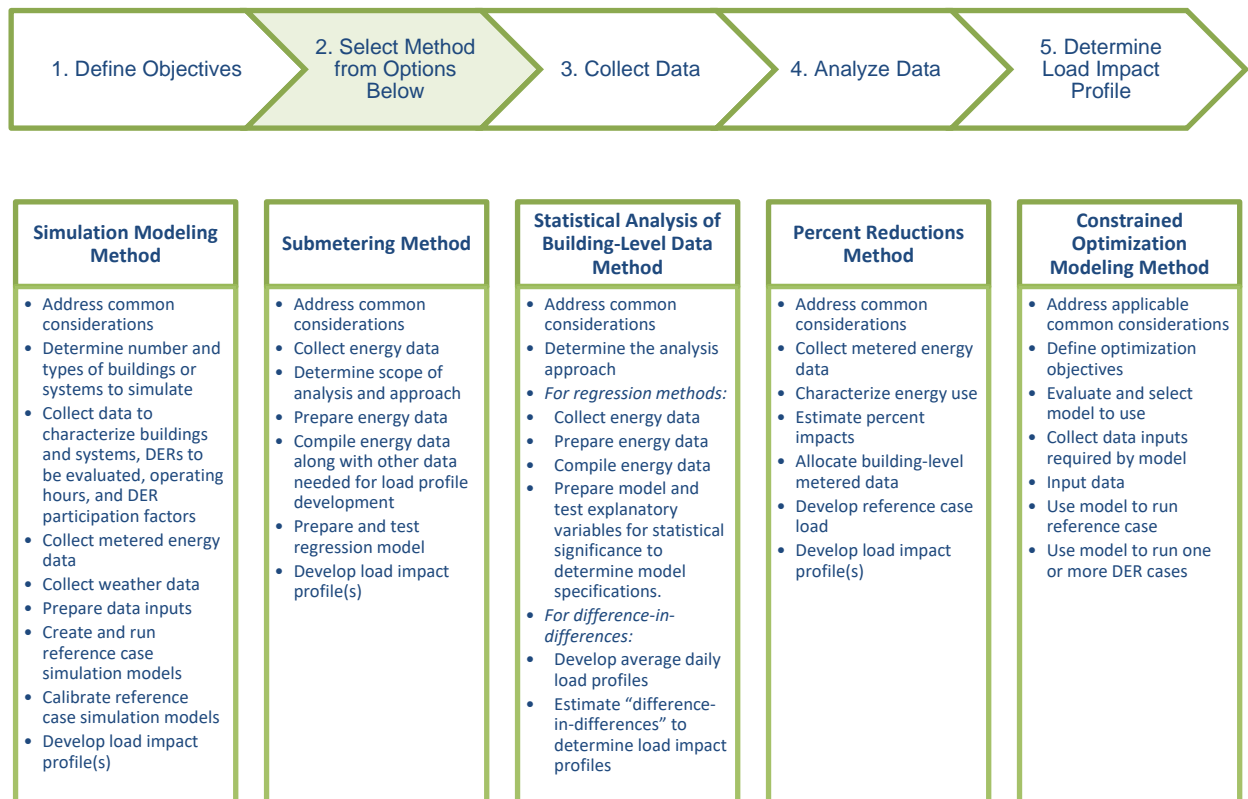 1. Define Objectives
2. Select Method
from Options
Below
3. Collect Data
4. Analyze Data
5. Determine
Load Impact
Profile
Simulation Modeling
Method
• Address common
considerations
• Determine number and
types of buildings or
systems to simulate
• Collect data to
characterize buildings
and systems, DERs to
be evaluated, operating
hours, and DER
participation factors
• Collect metered energy
data
• Collect weather data
• Prepare data inputs
• Create and run
reference case
simulation models
• Calibrate reference
case simulation models
• Develop load impact
profile(s)
Submetering Method
• Address common
considerations
• Collect energy data
• Determine scope of
analysis and approach
• Prepare energy data
• Compile energy data
along with other data
needed for load profile
development
• Prepare and test
regression model
• Develop load impact
profile(s)
Statistical Analysis of
Building-Level Data
Method
• Address common
considerations
• Determine the analysis
approach
• For regression methods:
• Collect energy data
• Prepare energy data
• Compile energy data
• Prepare model and
test explanatory
variables for statistical
significance to
determine model
specifications.
• For difference-in-
differences:
• Develop average daily
load profiles
• Estimate “difference-
in-differences” to
determine load impact
profiles
Percent Reductions
Method
• Address common
considerations
• Collect metered energy
data
• Characterize energy use
• Estimate percent
impacts
• Allocate building-level
metered data
• Develop reference case
load
• Develop load impact
profile(s)
Constrained
Optimization
Modeling Method
• Address applicable
common considerations
• Define optimization
objectives
• Evaluate and select
model to use
• Collect data inputs
required by model
• Input data
• Use model to run
reference case
• Use model to run one
or more DER cases